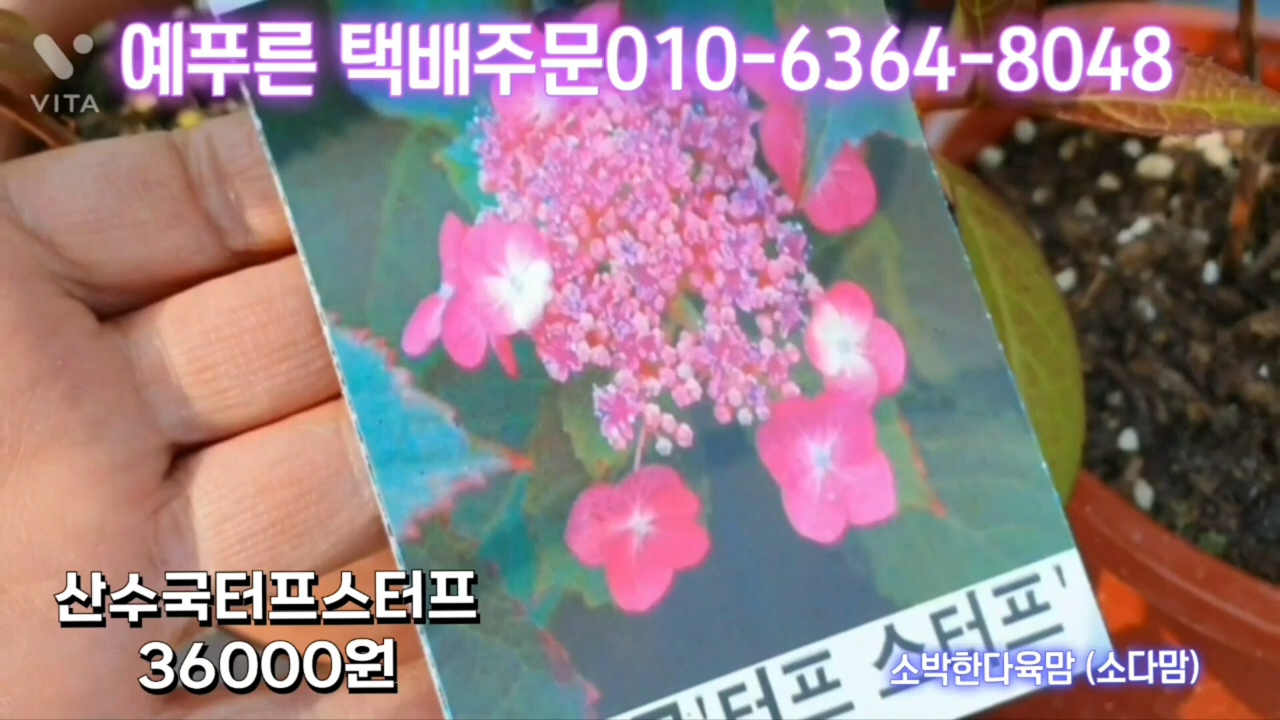 예푸른 택배주문010-6364-8048
VITA
산수국터프스터프
36000원
'터프 스터프'
소박한다육맘 (소다맘)